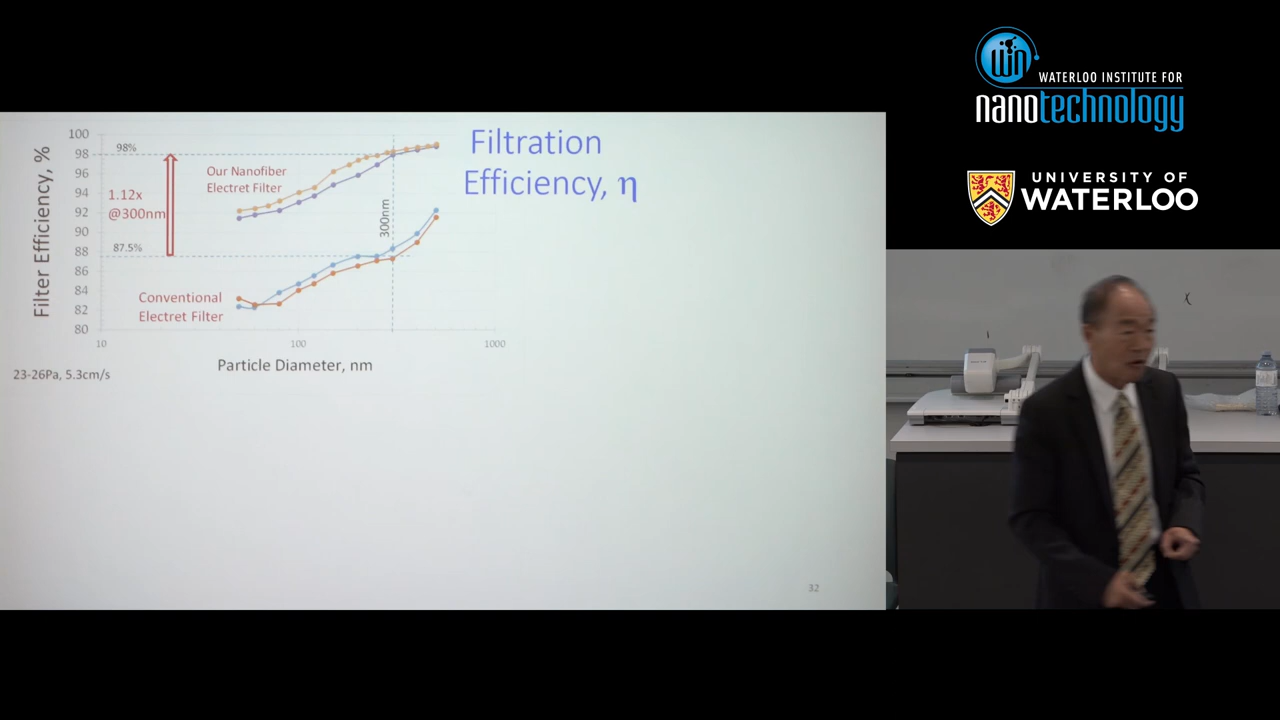 WATERLOO INSTITUTE FOR
nanotechnology
UNIVERSITY OF
WATERLOO
Filtration
Efficiency, η
Filter Efficiency, %
100
98
96
94
92
90
88
86
84
82
80
98%
1.12x
@300nm
87.5%
Our Nanofiber
Electret Filter
300nm
Conventional
Electret Filter
10
100
1000
Particle Diameter, nm
23-26Pa, 5.3cm/s
32